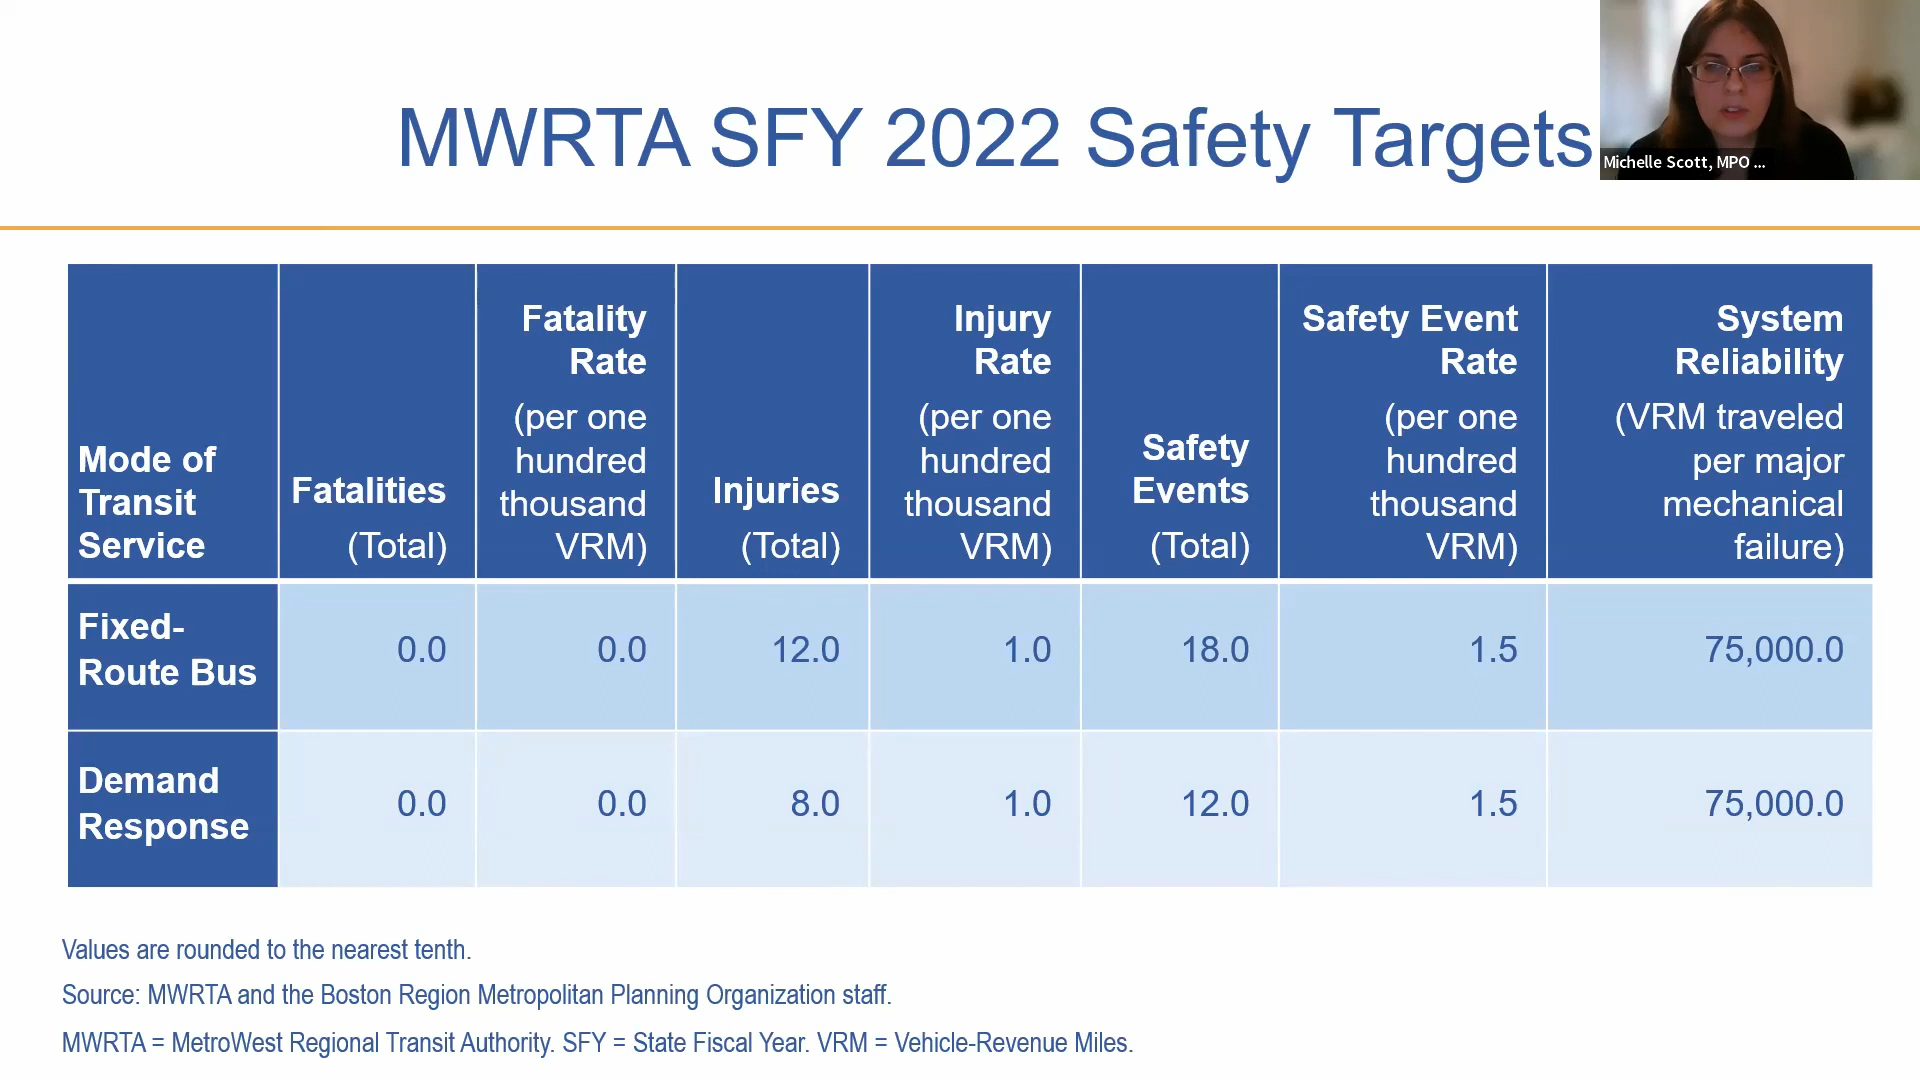 MWRTA SFY 2022 Safety Targets
Michelle Scott, MPO ...
Mode of
Transit
Service
Fatalities
(Total)
Fatality
Rate
(per one
hundred
thousand
VRM)
Injuries
(Total)
Injury
Rate
(per one
hundred
thousand
VRM)
Safety
Events
(Total)
Safety Event
Rate
(per one
hundred
thousand
VRM)
System
Reliability
(VRM traveled
per major
mechanical
failure)
Fixed-
Route Bus
0.0
0.0
12.0
1.0
18.0
1.5
75,000.0
Demand
Response
0.0
0.0
8.0
1.0
12.0
1.5
75,000.0
Values are rounded to the nearest tenth.
Source: MWRTA and the Boston Region Metropolitan Planning Organization staff.
MWRTA = MetroWest Regional Transit Authority. SFY = State Fiscal Year. VRM = Vehicle-Revenue Miles.